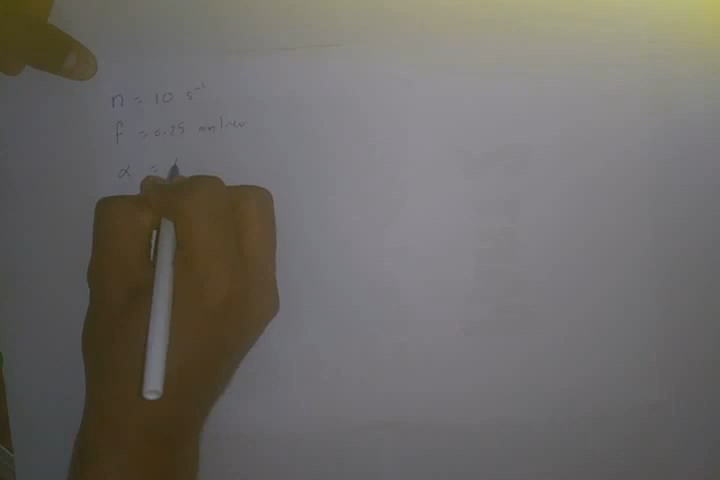 n = 10 s⁻¹
f = 0.25 mm/rev
α =